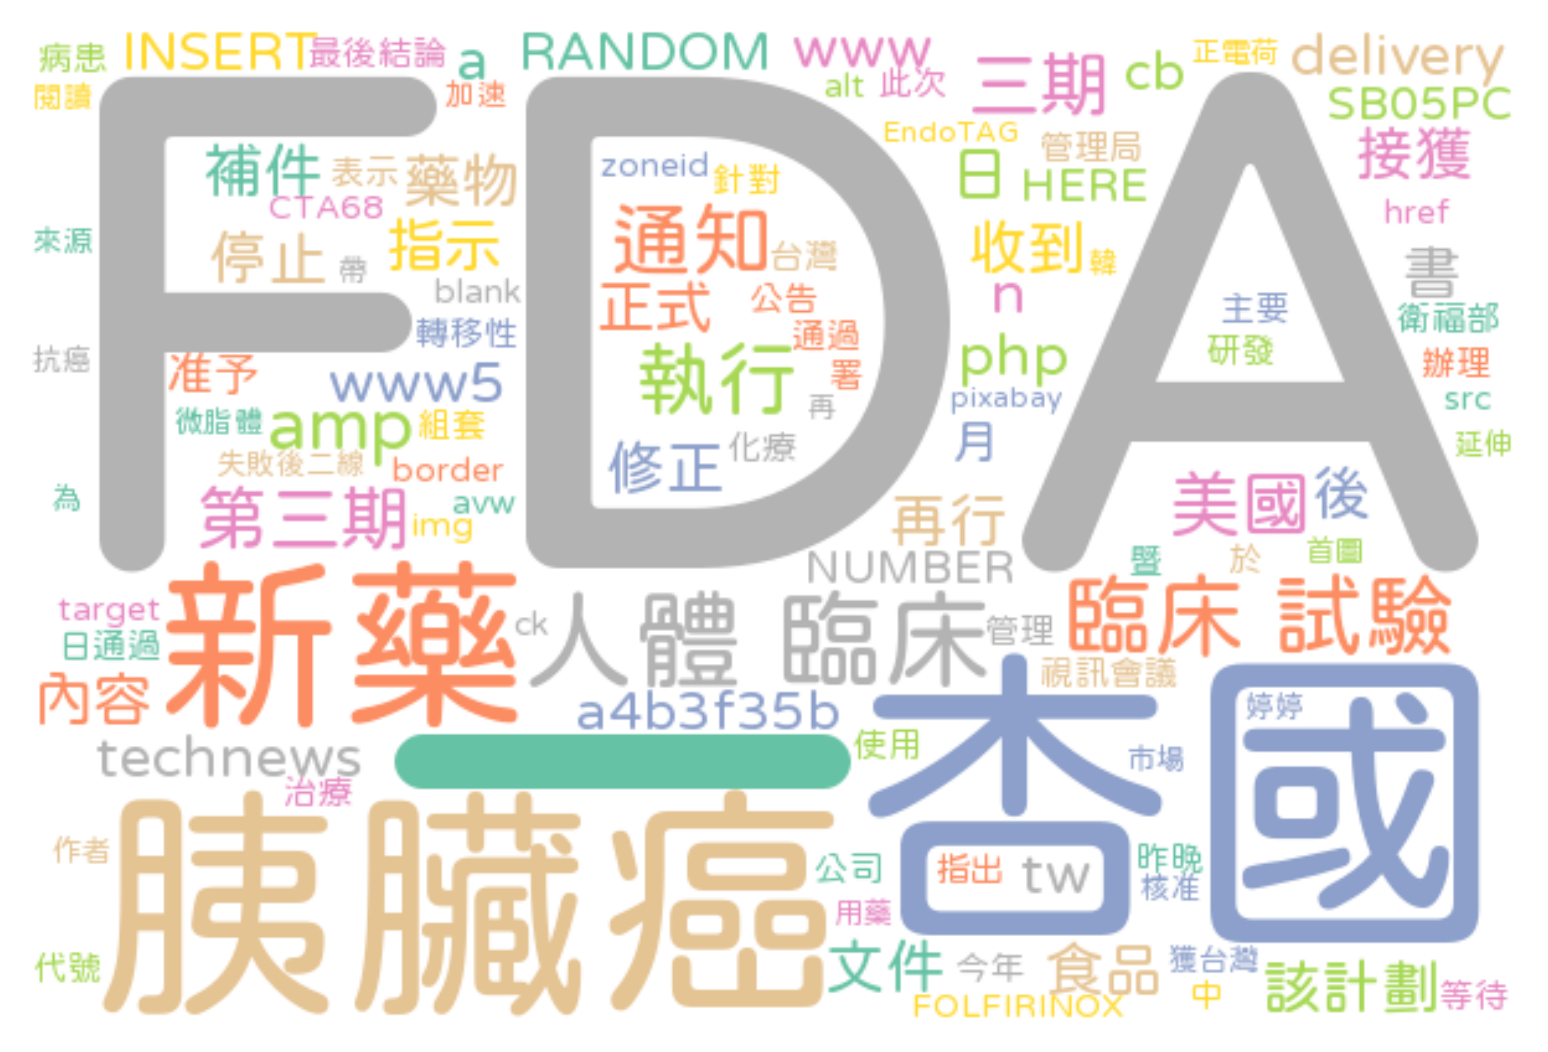 病患 INSERT 最後結論 a RANDOM www 三期 cb 正電荷 delivery
閱讀 加速 alt 此次 SB05PC
FDA
EndoTAG 管理局 接獲
補件 表示 藥物 zoneid 針對 日 HERE
CTA68 href
來源 停止 帶 指示 通知 台灣 收到 韓 書
blank 正式 公告 n 主要 衛福部
轉移性 通過
抗癌 准予 www5 執行 署 php 研發 辦理
微脂體 amp 組套 再 pixabay src
失敗後二線 border 修正 化療 月 延伸
為 第三期 avw img 再行 美國 後
NUMBER 暨 於 首圖
target 新藥 ck 人體 臨床 管理 臨床 試驗
日通過
內容 a4b3f35b 視訊會議 婷婷
technews 一 使用 杏國 市場
治療
胰臟癌
作者 公司 指出 tw 昨晚
核准
用藥
代號 文件 今年 食品 獲台灣 該計劃 等待
FOLFIRINOX 中